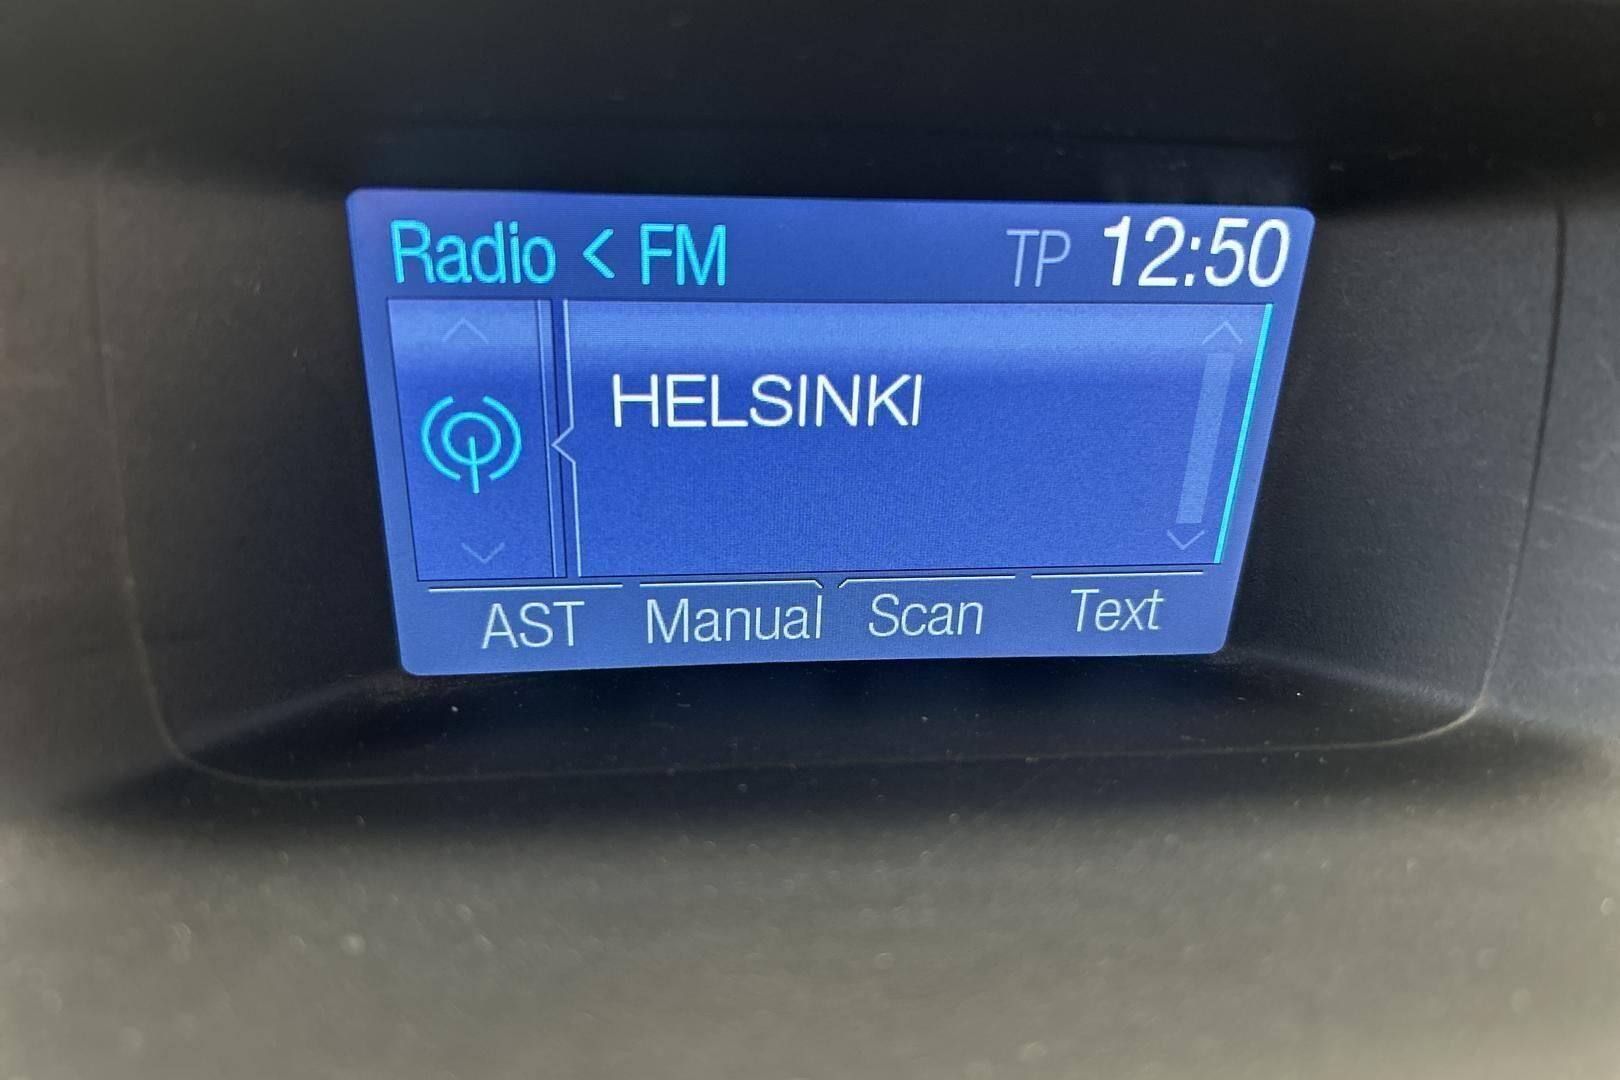 Radio < FM TP 12:50
HELSINKI
AST Manual Scan Text